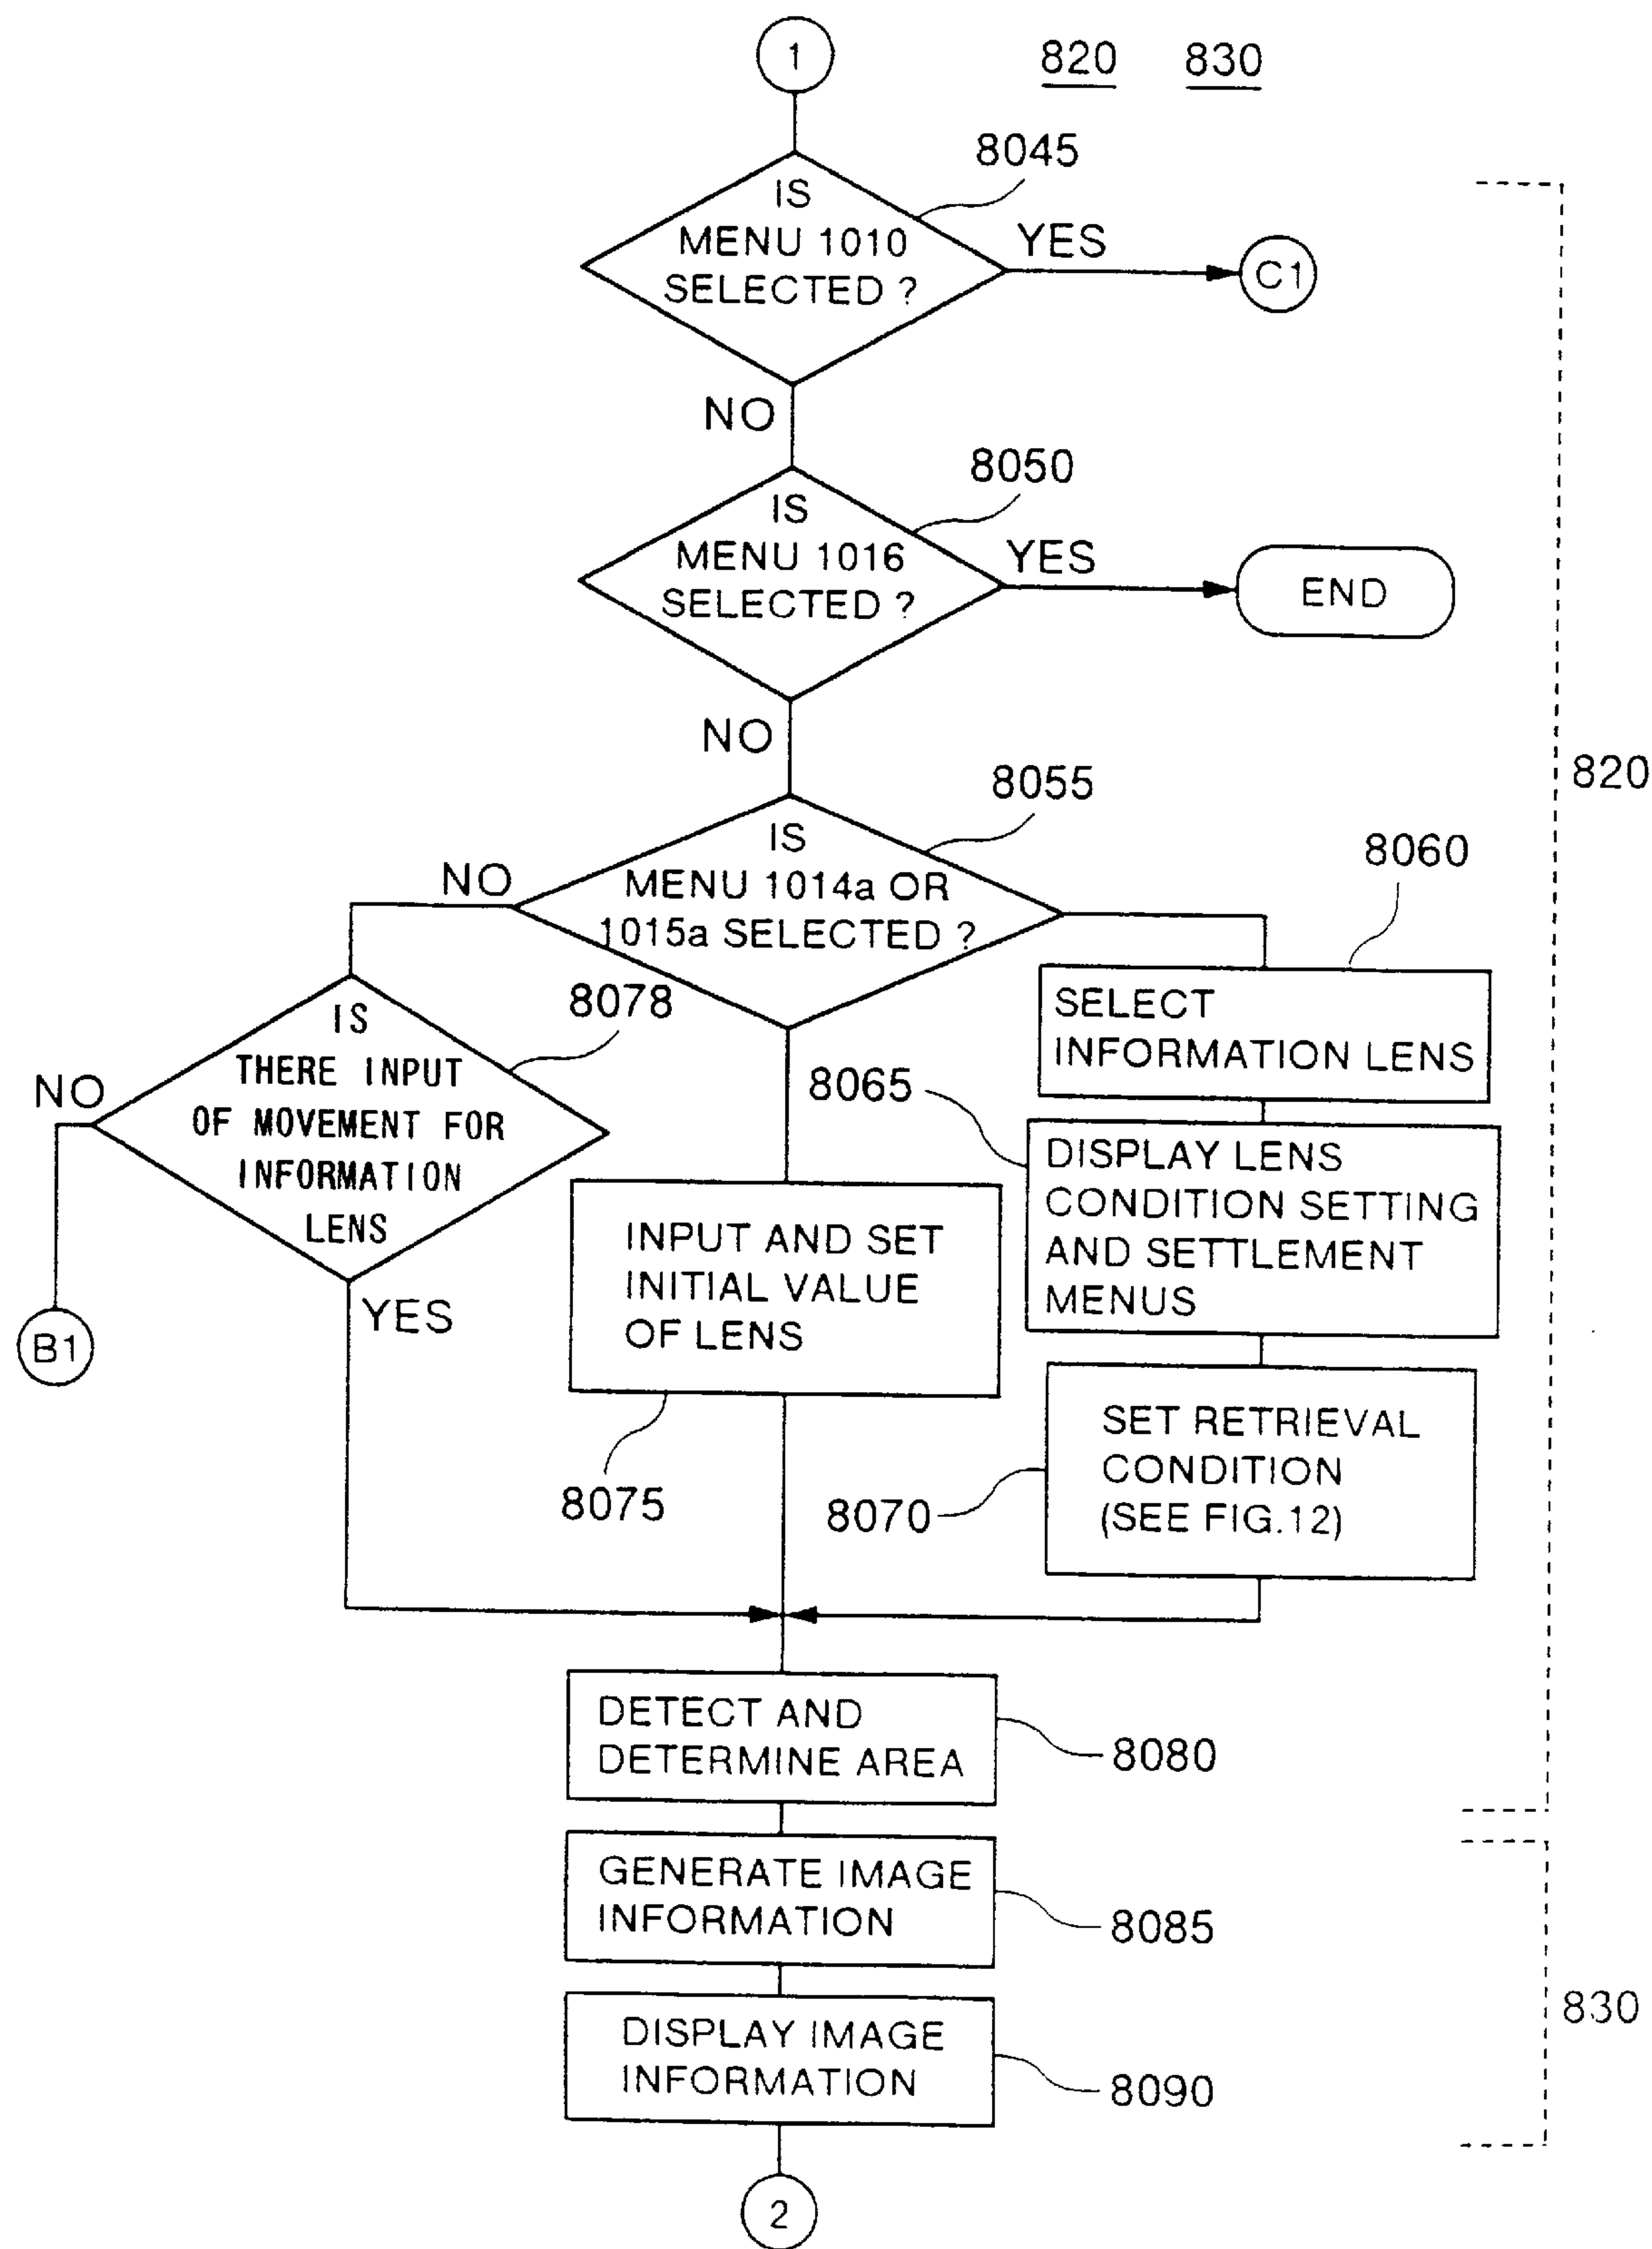 1
820 830
8045
IS
MENU 1010
SELECTED ?
YES
C1
NO
8050
IS
MENU 1016
SELECTED ?
YES
END
NO
820
8055
IS
MENU 1014a OR
1015a SELECTED ?
NO
8060
SELECT
INFORMATION LENS
8078
IS
THERE INPUT
OF MOVEMENT FOR
INFORMATION
LENS
NO
B1
YES
8065
DISPLAY LENS
CONDITION SETTING
AND SETTLEMENT
MENUS
INPUT AND SET
INITIAL VALUE
OF LENS
8075
SET RETRIEVAL
CONDITION
(SEE FIG.12)
8070
DETECT AND
DETERMINE AREA
8080
GENERATE IMAGE
INFORMATION
8085
830
DISPLAY IMAGE
INFORMATION
8090
2